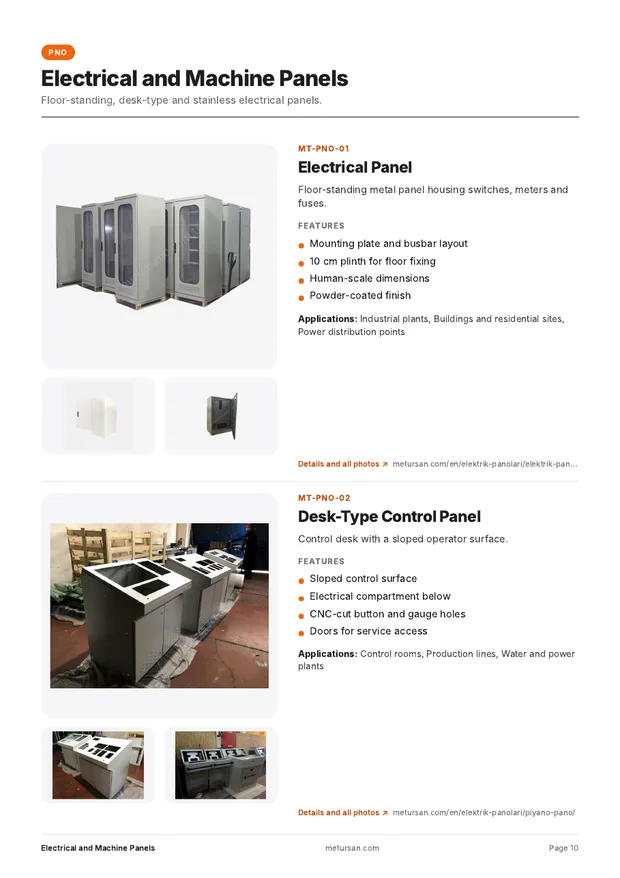 PNO
Electrical and Machine Panels
Floor-standing, desk-type and stainless electrical panels.
MT-PNO-01
Electrical Panel
Floor-standing metal panel housing switches, meters and
fuses.
FEATURES
Mounting plate and busbar layout
10 cm plinth for floor fixing
Human-scale dimensions
Powder-coated finish
Applications: Industrial plants, Buildings and residential sites,
Power distribution points
Details and all photos ↗ metursan.com/en/elektrik-panolari/elektrik-pan...
MT-PNO-02
Desk-Type Control Panel
Control desk with a sloped operator surface.
FEATURES
Sloped control surface
Electrical compartment below
CNC-cut button and gauge holes
Doors for service access
Applications: Control rooms, Production lines, Water and power
plants
Details and all photos ↗ metursan.com/en/elektrik-panolari/piyano-pano/
Electrical and Machine Panels
metursan.com
Page 10